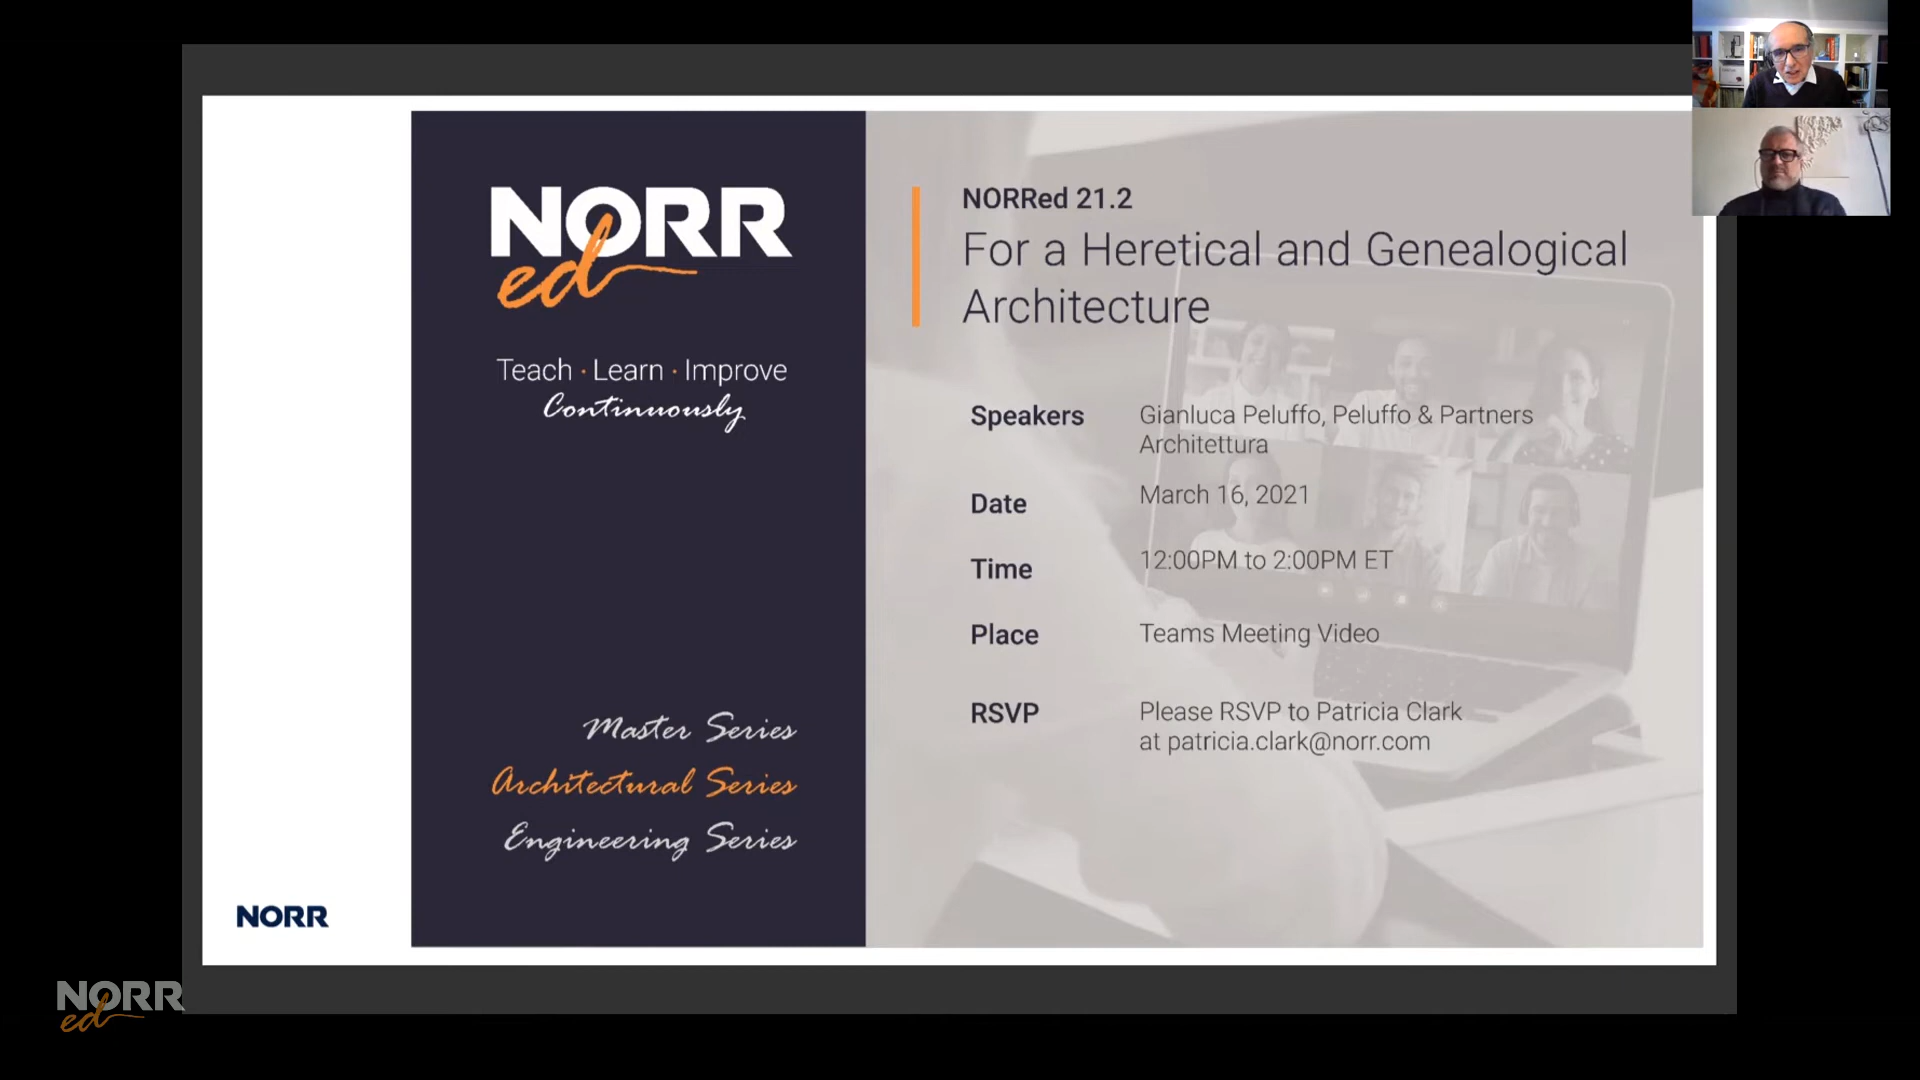 NORR
ed
Teach · Learn · Improve
Continuously
Master Series
Architectural Series
Engineering Series
NORR
NORRed 21.2
For a Heretical and Genealogical
Architecture
Speakers
Gianluca Peluffo, Peluffo & Partners
Architettura
Date
March 16, 2021
Time
12:00PM to 2:00PM ET
Place
Teams Meeting Video
RSVP
Please RSVP to Patricia Clark
at patricia.clark@norr.com
NORR
ed